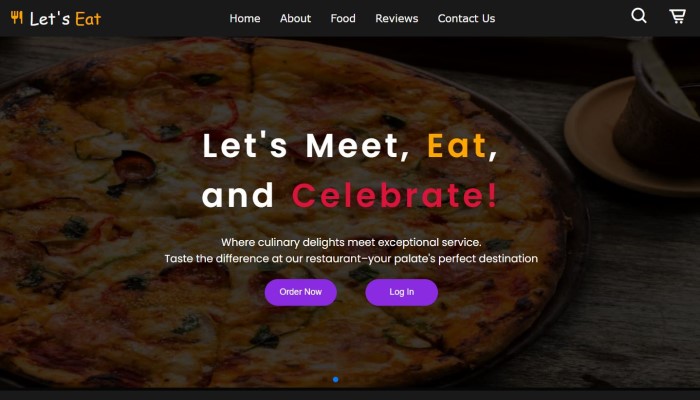 Let's Eat
Home About Food Reviews Contact Us
Let's Meet, Eat,
and Celebrate!
Where culinary delights meet exceptional service.
Taste the difference at our restaurant–your palate's perfect destination
Order Now Log In